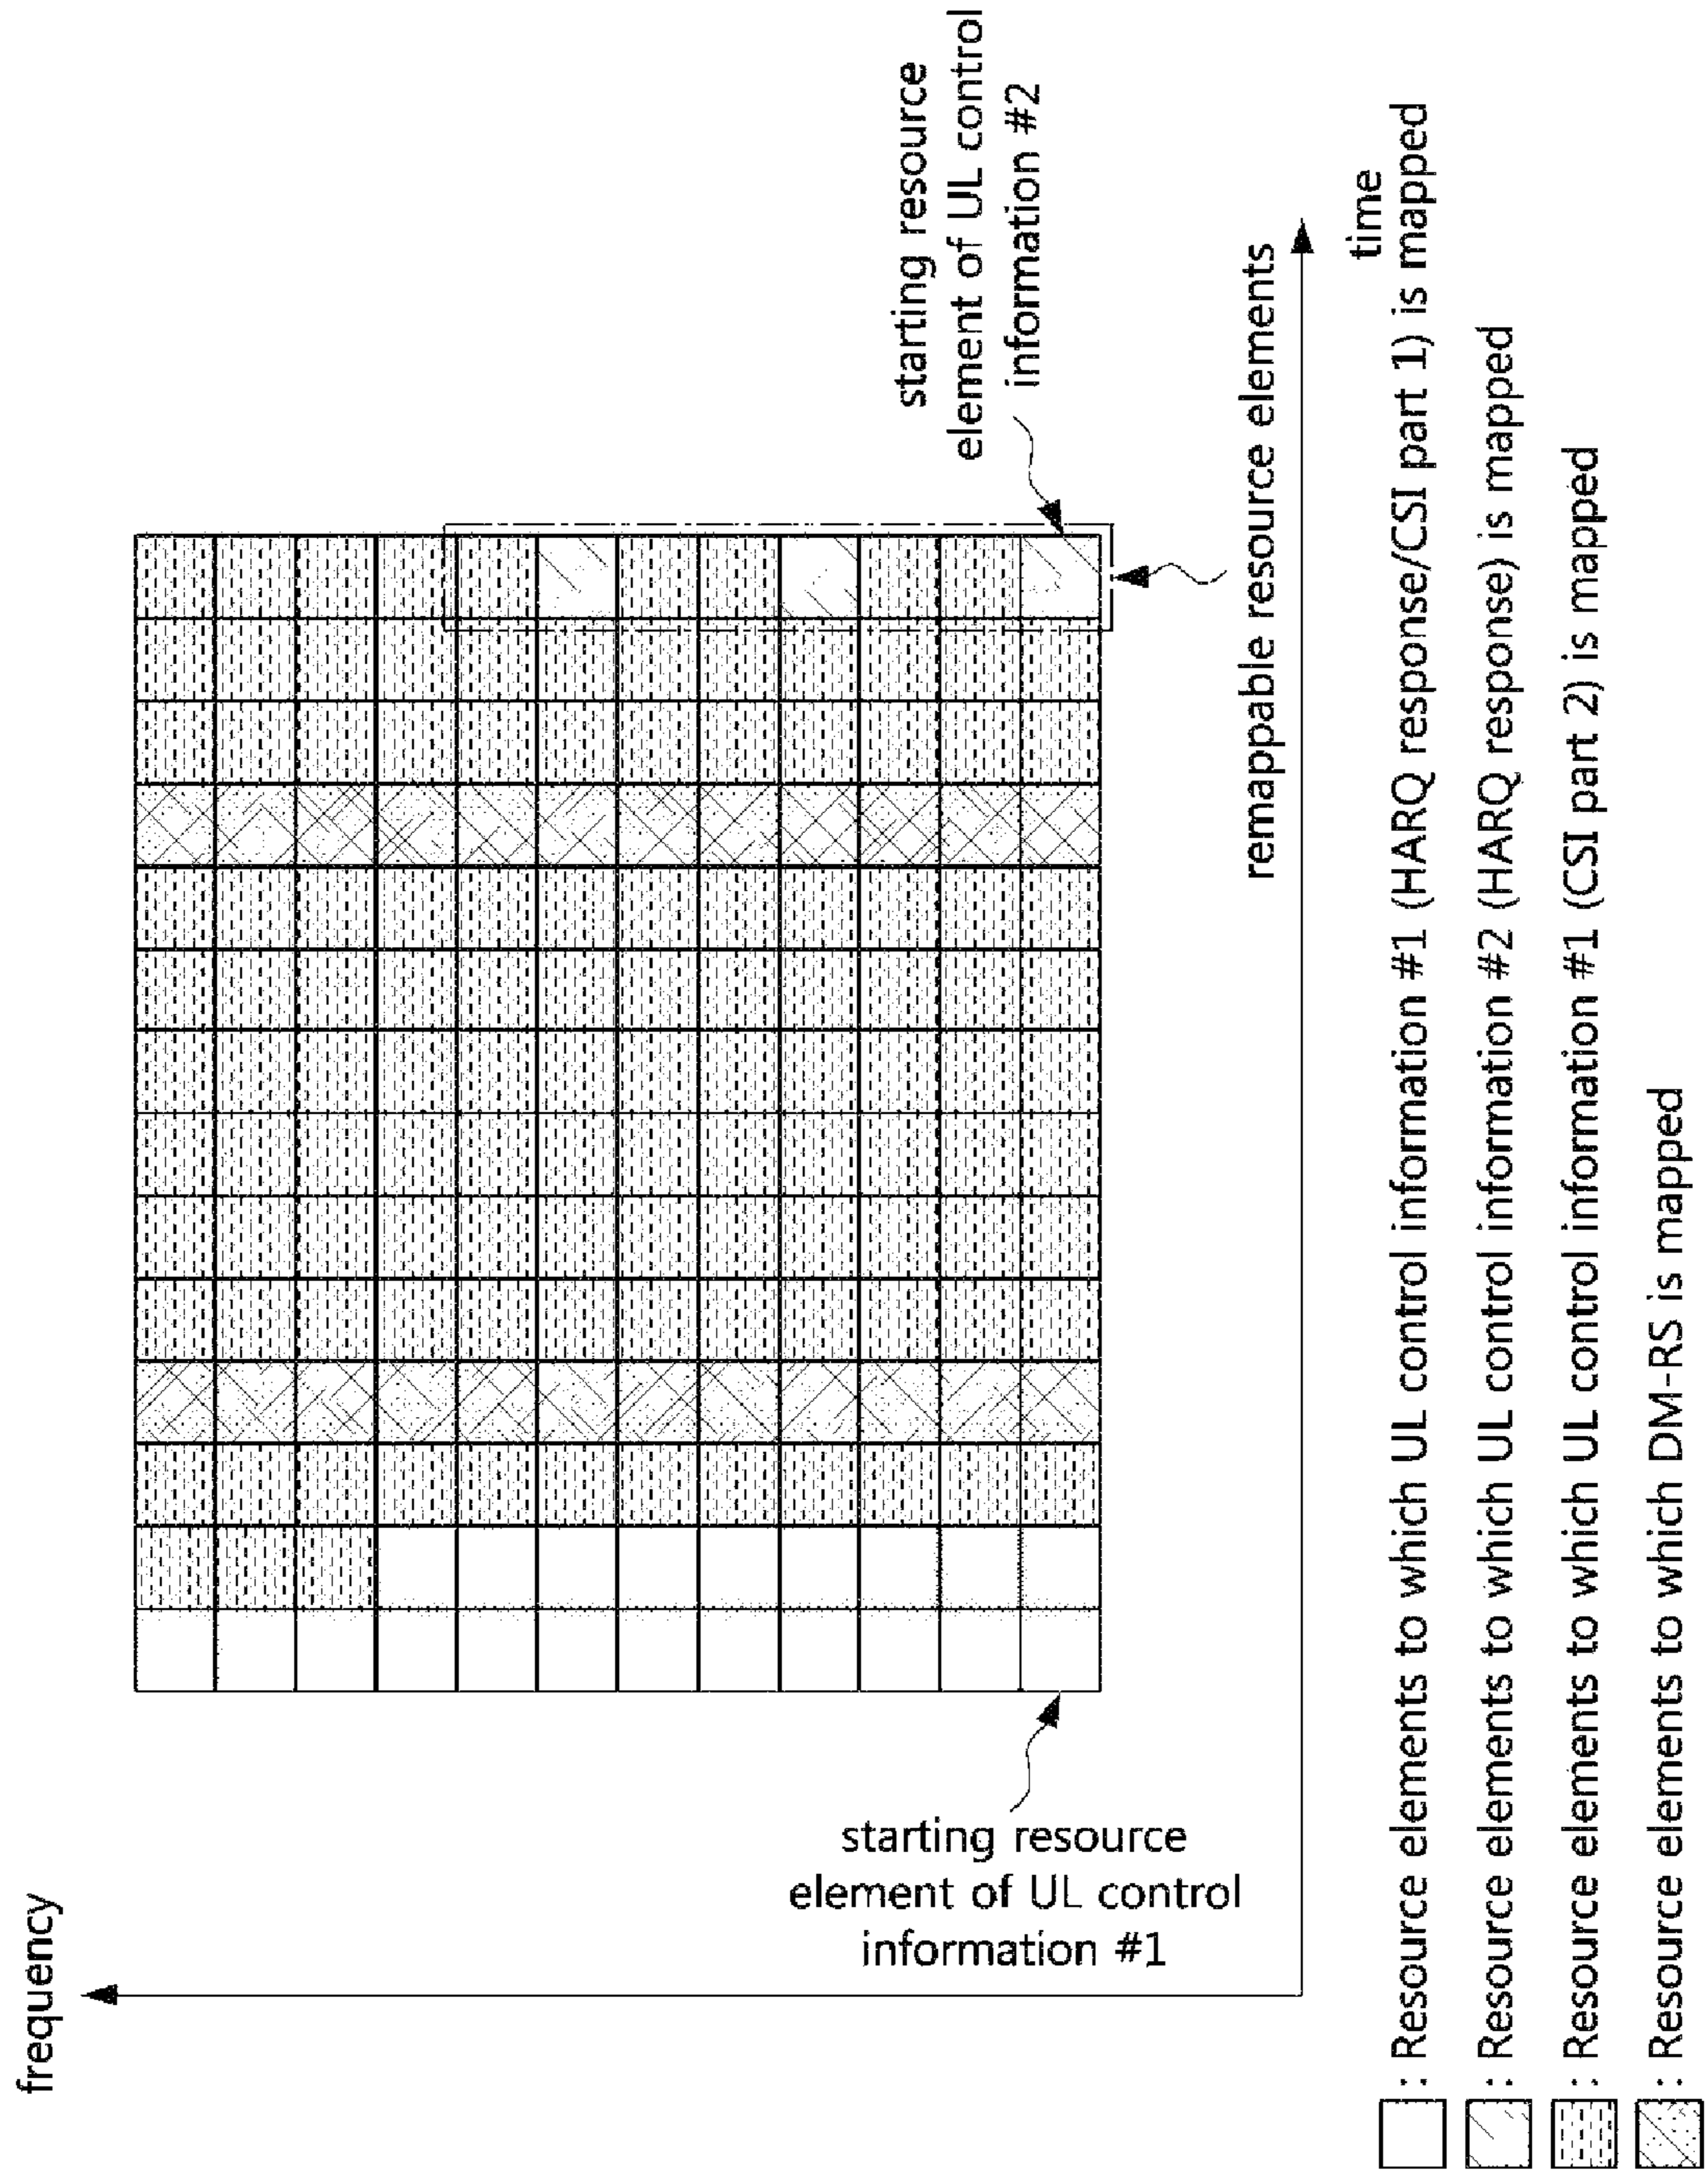 frequency
starting resource
element of UL control
information #1
starting resource
element of UL control
information #2
remappable resource elements
time
: Resource elements to which UL control information #1 (HARQ response/CSI part 1) is mapped
: Resource elements to which UL control information #2 (HARQ response) is mapped
: Resource elements to which UL control information #1 (CSI part 2) is mapped
: Resource elements to which DM-RS is mapped